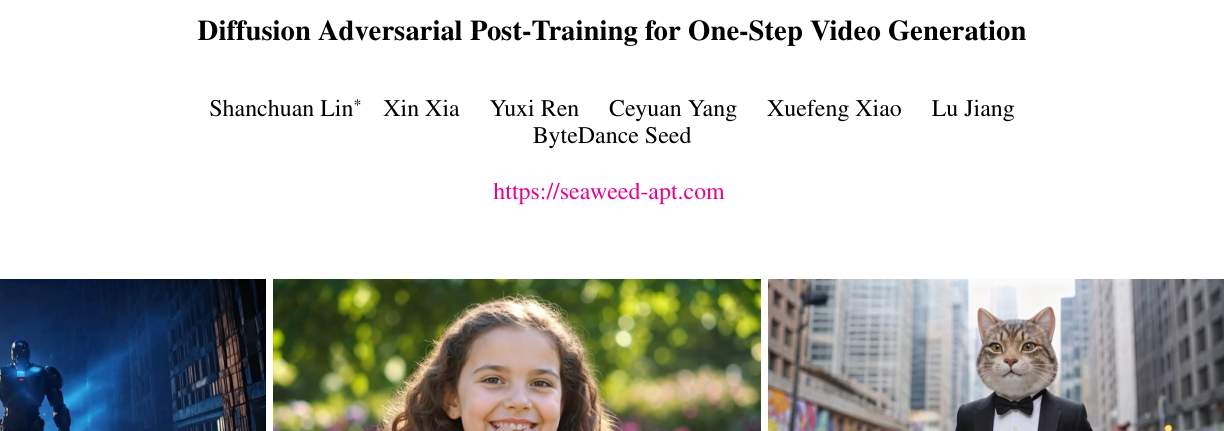 Diffusion Adversarial Post-Training for One-Step Video Generation
Shanchuan Lin* Xin Xia Yuxi Ren Ceyuan Yang Xuefeng Xiao Lu Jiang
ByteDance Seed
https://seaweed-apt.com